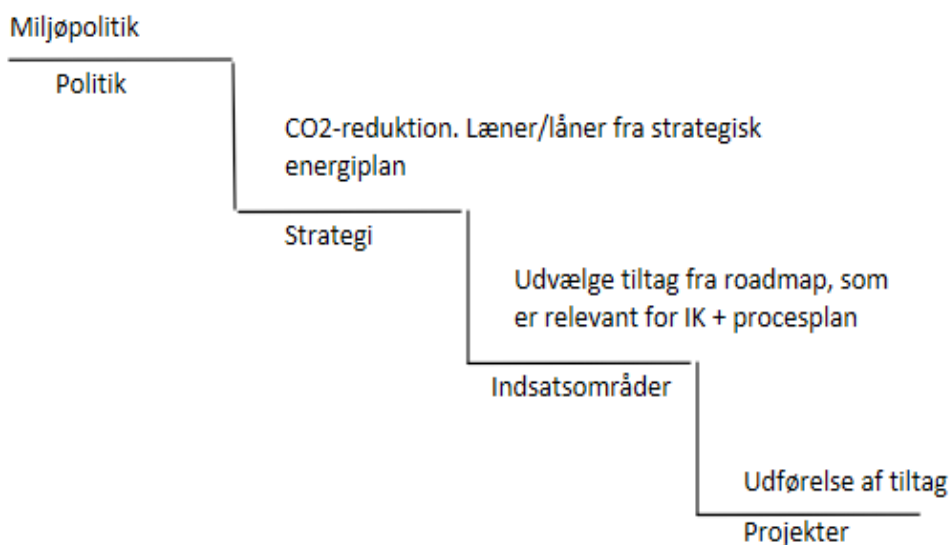 Miljøpolitik
Politik
CO2-reduktion. Læner/låner fra strategisk
energiplan
Strategi
Udvælge tiltag fra roadmap, som
er relevant for IK + procesplan
Indsatsområder
Udførelse af tiltag
Projekter